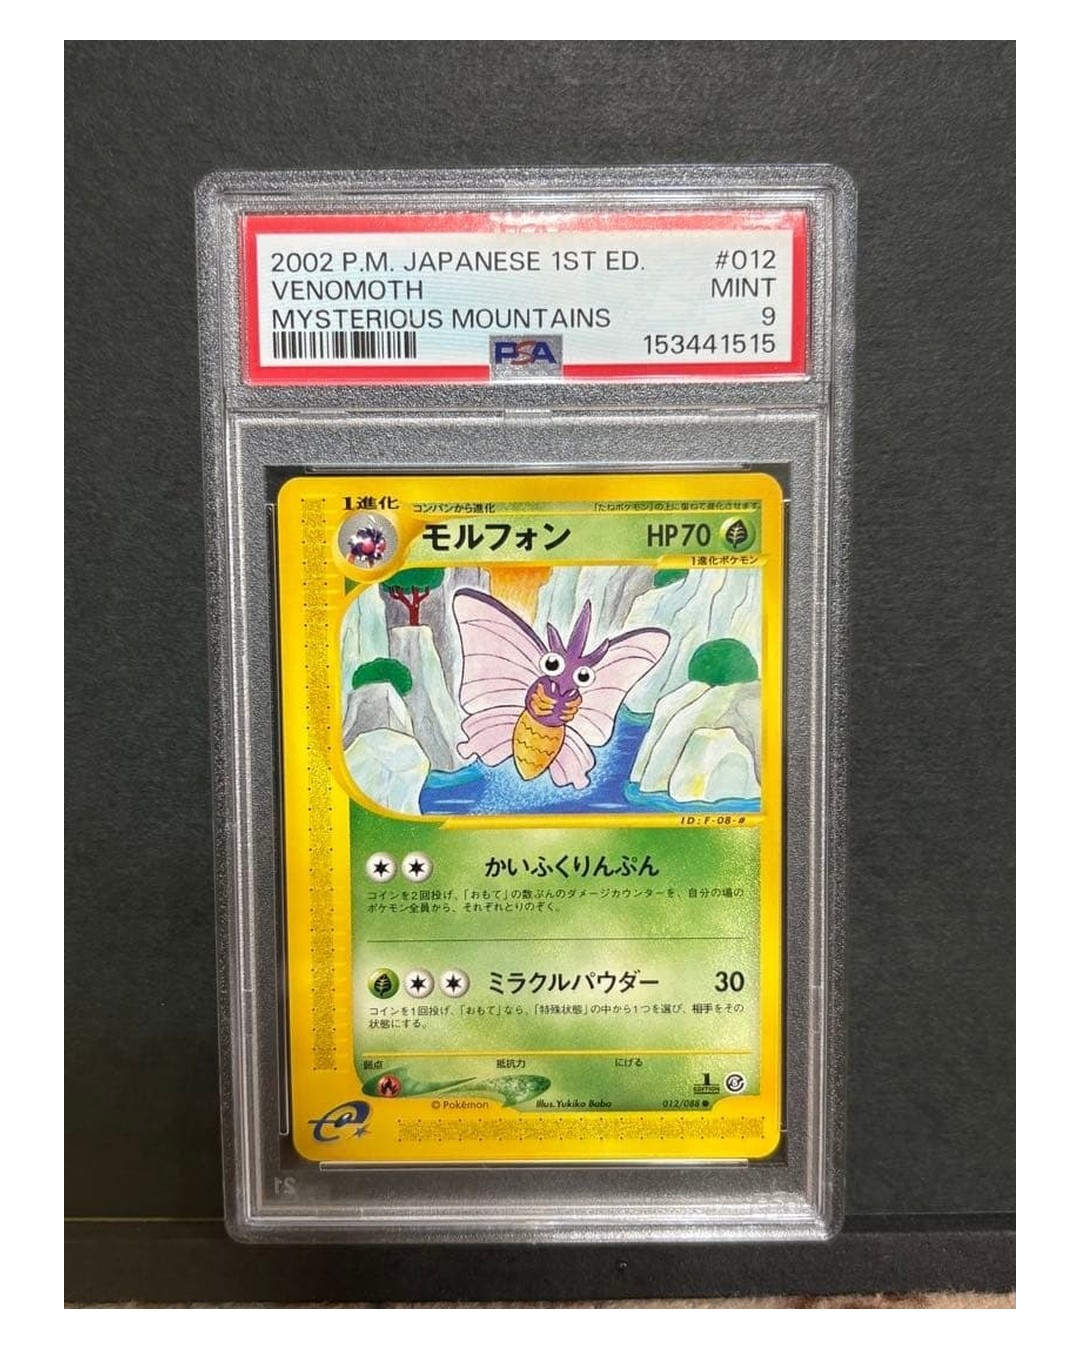 2002 P.M. JAPANESE 1ST ED. #012
VENOMOTH MINT
MYSTERIOUS MOUNTAINS 9
PSA 153441515
1進化 コンパンから進化 「たねポケモン」の上に重ねて進化させます。
モルフォン HP70
1進化ポケモン
ID:F-08-#
かいふくりんぷん
コインを2回投げ、「おもて」の数ぶんのダメージカウンターを、自分の場の
ポケモン全員から、それぞれとりのぞく。
ミラクルパウダー 30
コインを1回投げ、「おもて」なら、「特殊状態」の中から1つを選び、相手をその
状態にする。
弱点 抵抗力 にげる
1
EDITION
© Pokémon Illus.Yukiko Baba 012/088 ●
e
21